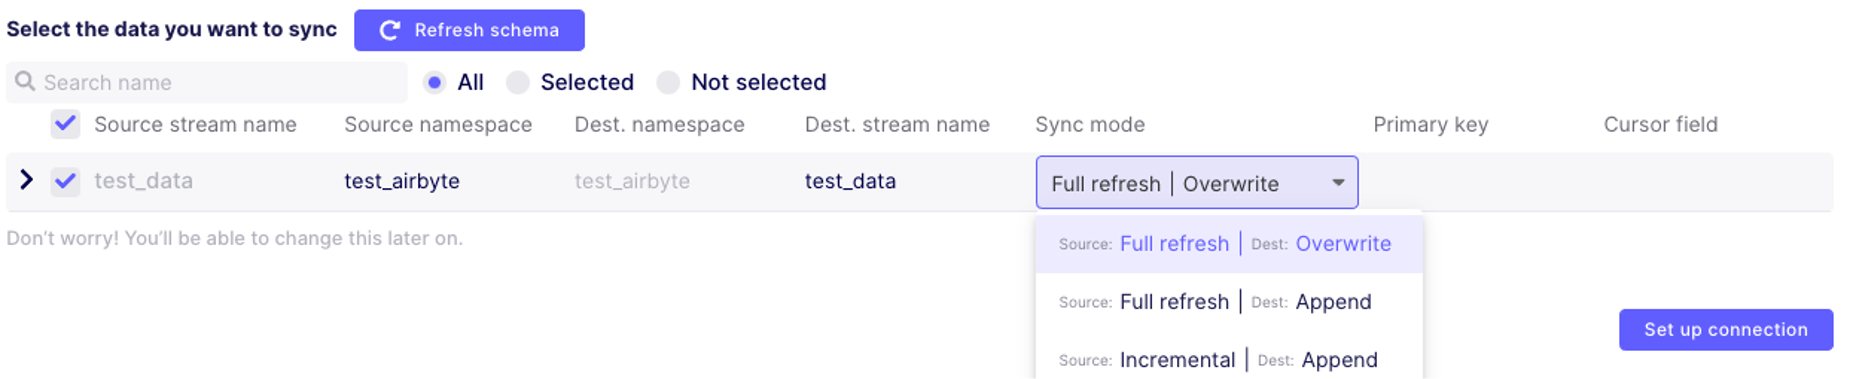 Select the data you want to sync Refresh schema
Search name All Selected Not selected
Source stream name Source namespace Dest. namespace Dest. stream name Sync mode Primary key Cursor field
test_data test_airbyte test_airbyte test_data Full refresh | Overwrite
Don't worry! You'll be able to change this later on.
Source: Full refresh | Dest: Overwrite
Source: Full refresh | Dest: Append
Set up connection
Source: Incremental | Dest: Append